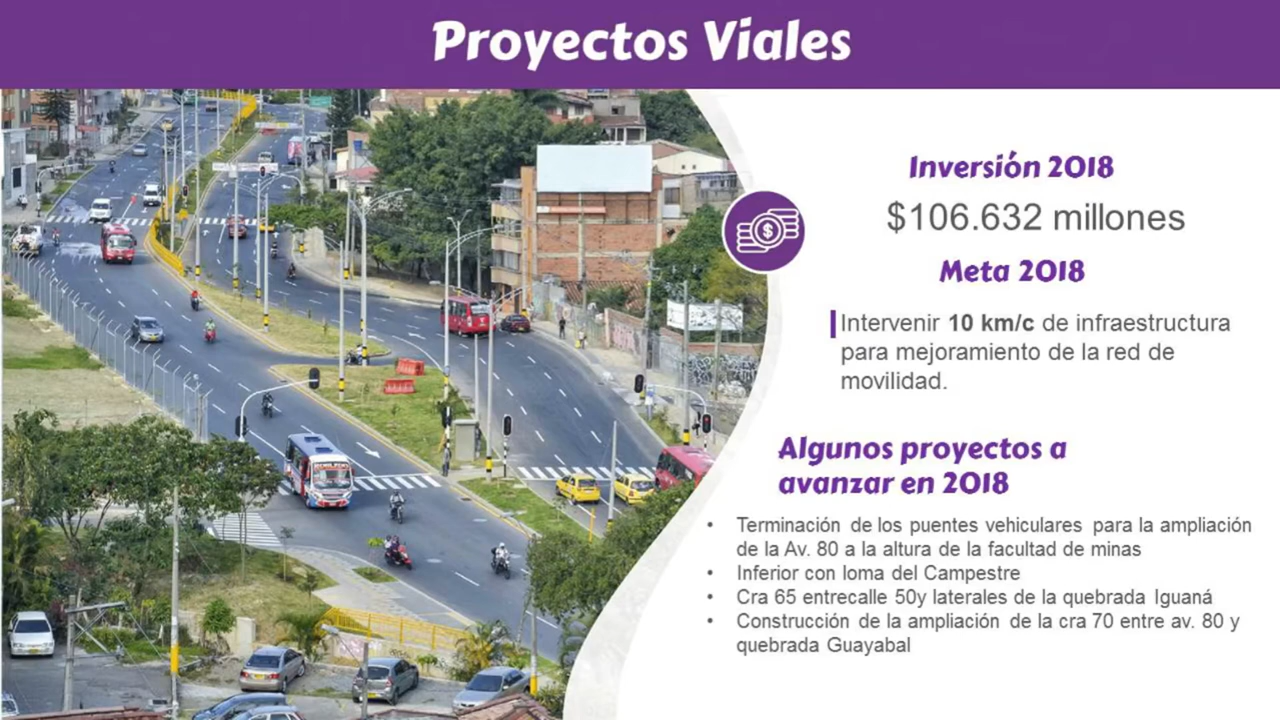 Proyectos Viales
Inversión 2018
$
$106.632 millones
Meta 2018
Intervenir 10 km/c de infraestructura
para mejoramiento de la red de
movilidad.
Algunos proyectos a
avanzar en 2018
• Terminación de los puentes vehiculares para la ampliación
de la Av. 80 a la altura de la facultad de minas
• Inferior con loma del Campestre
• Cra 65 entrecalle 50y laterales de la quebrada Iguaná
• Construcción de la ampliación de la cra 70 entre av. 80 y
quebrada Guayabal